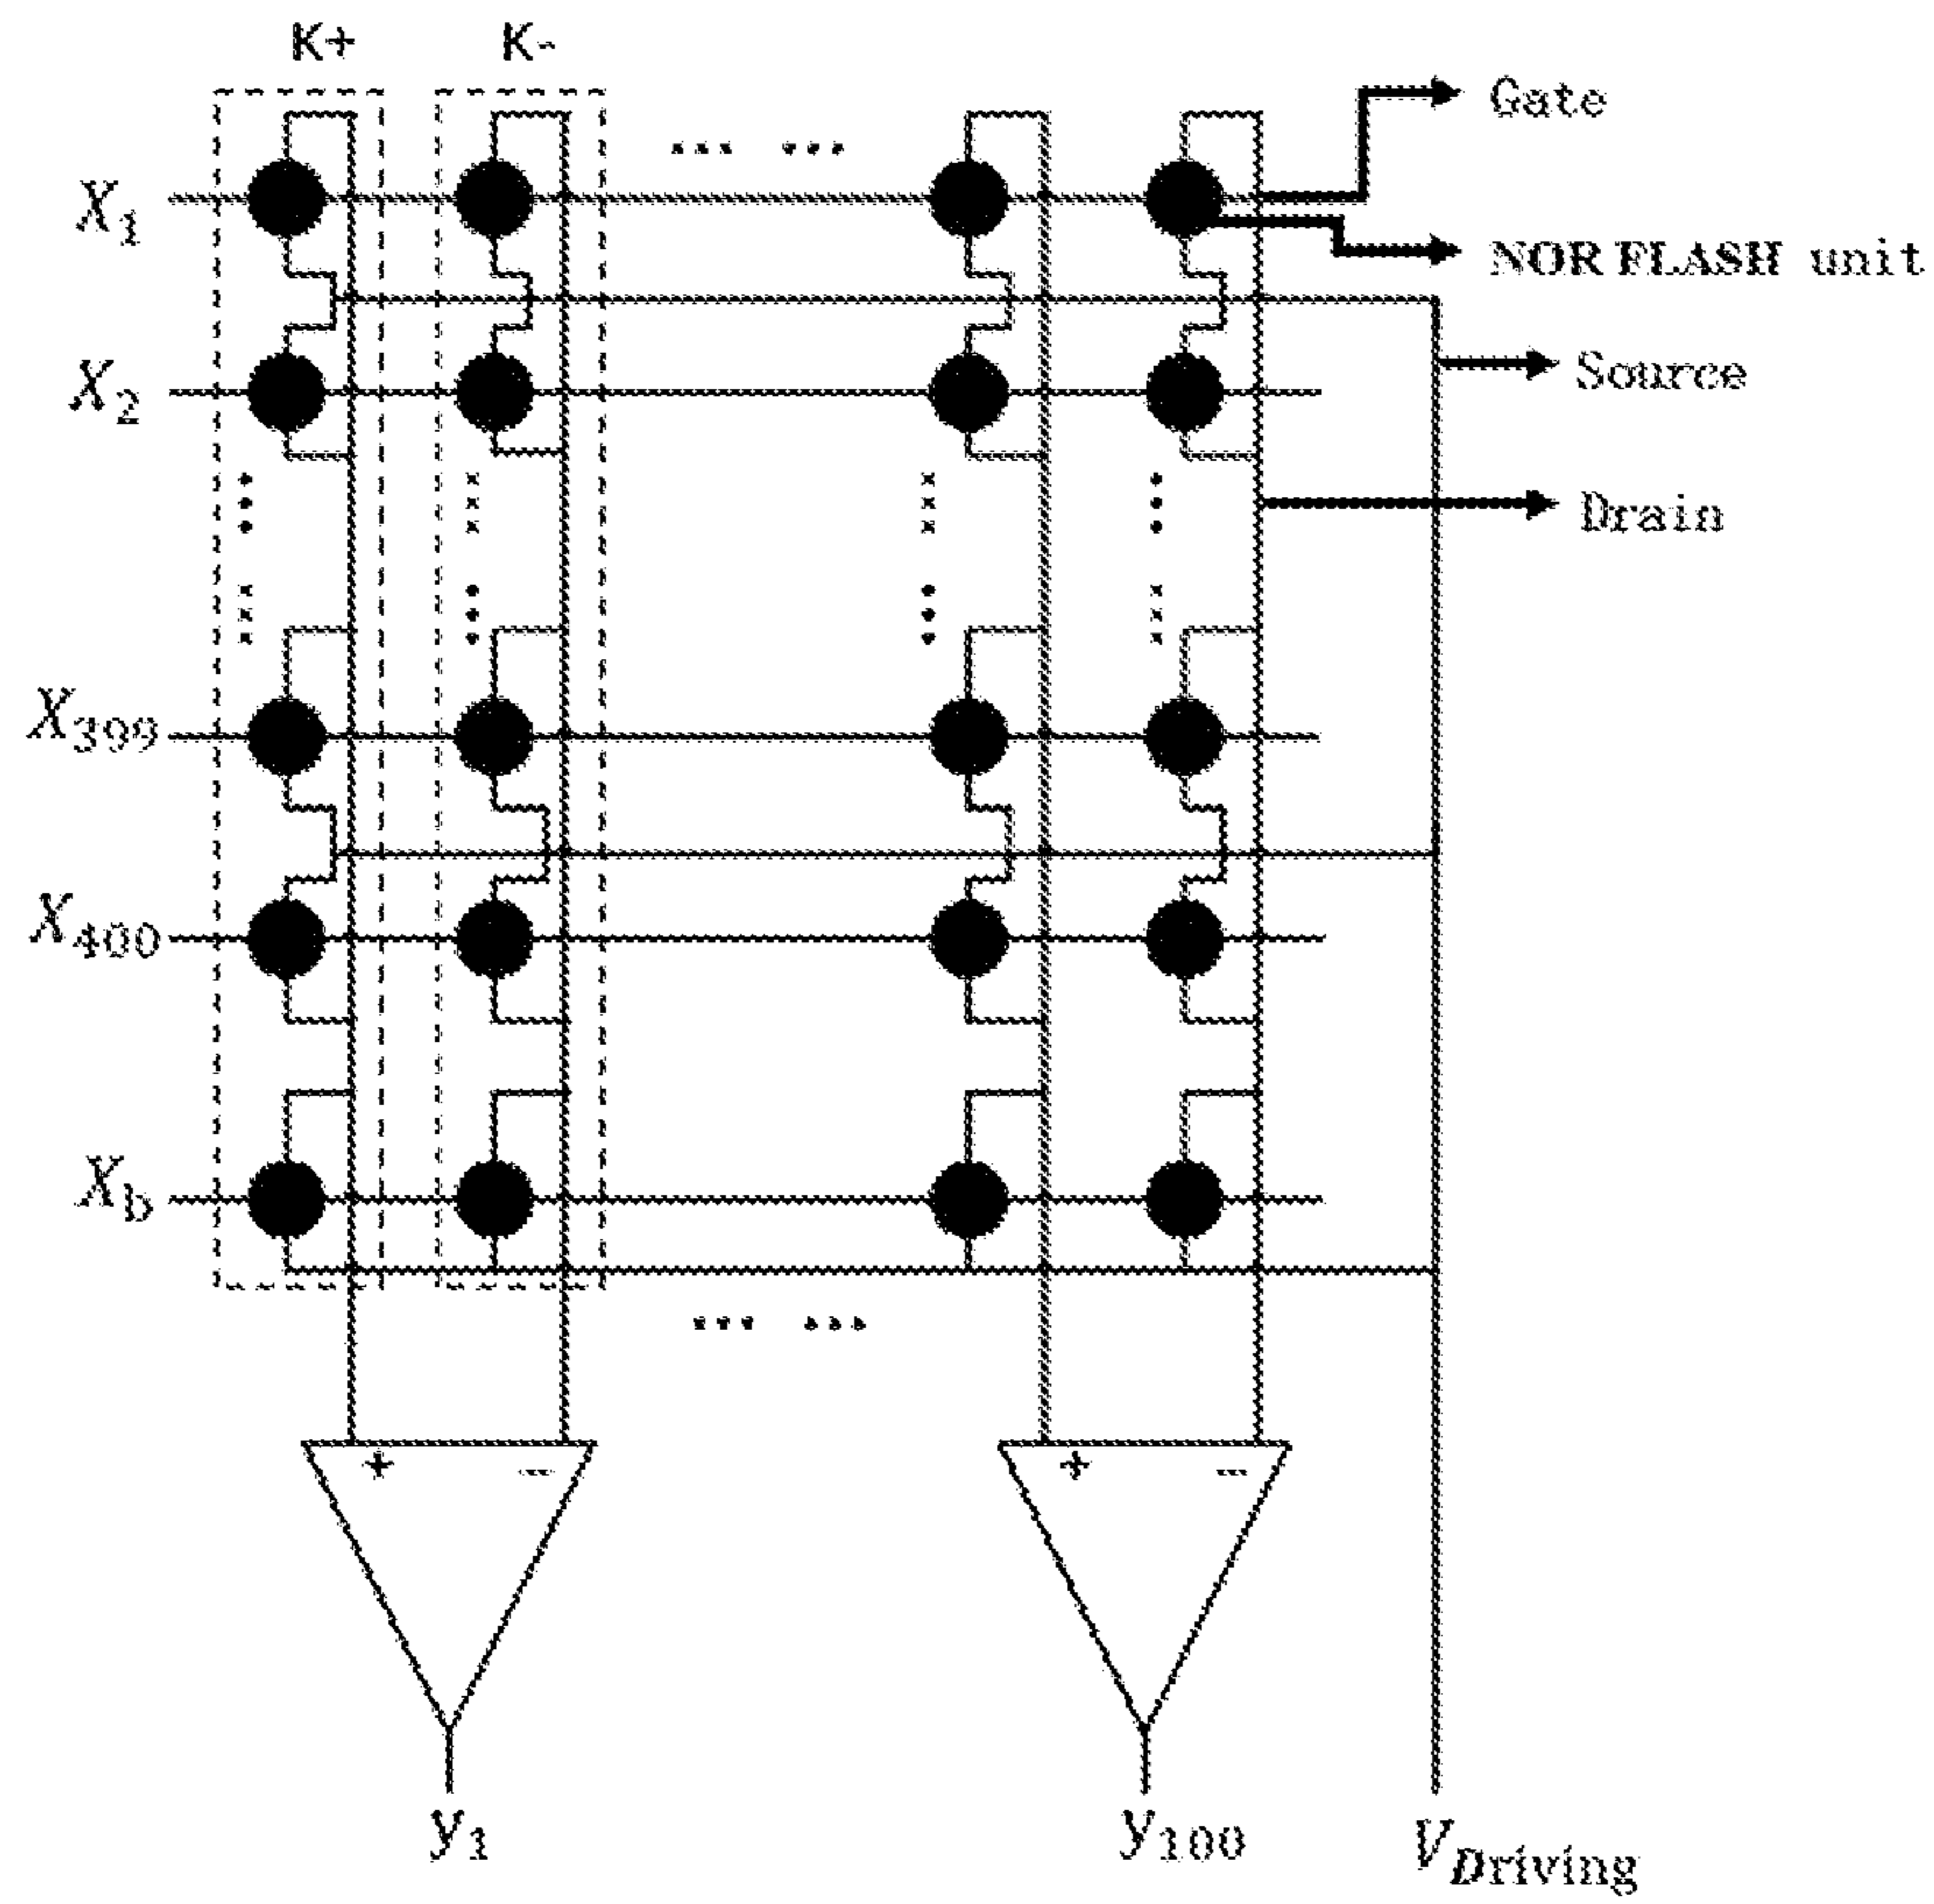 K+ K-
Gate
X1
NOR FLASH unit
X2
Source
Drain
X399
X400
Xb
+ − + −
y1 y100 VDriving